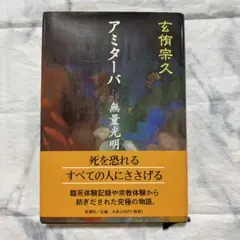 玄侑宗久
アミターバ
無量光明
死を恐れる
すべての人にささげる
臨死体験記録や宗教体験から
紡ぎだされた究極の物語。